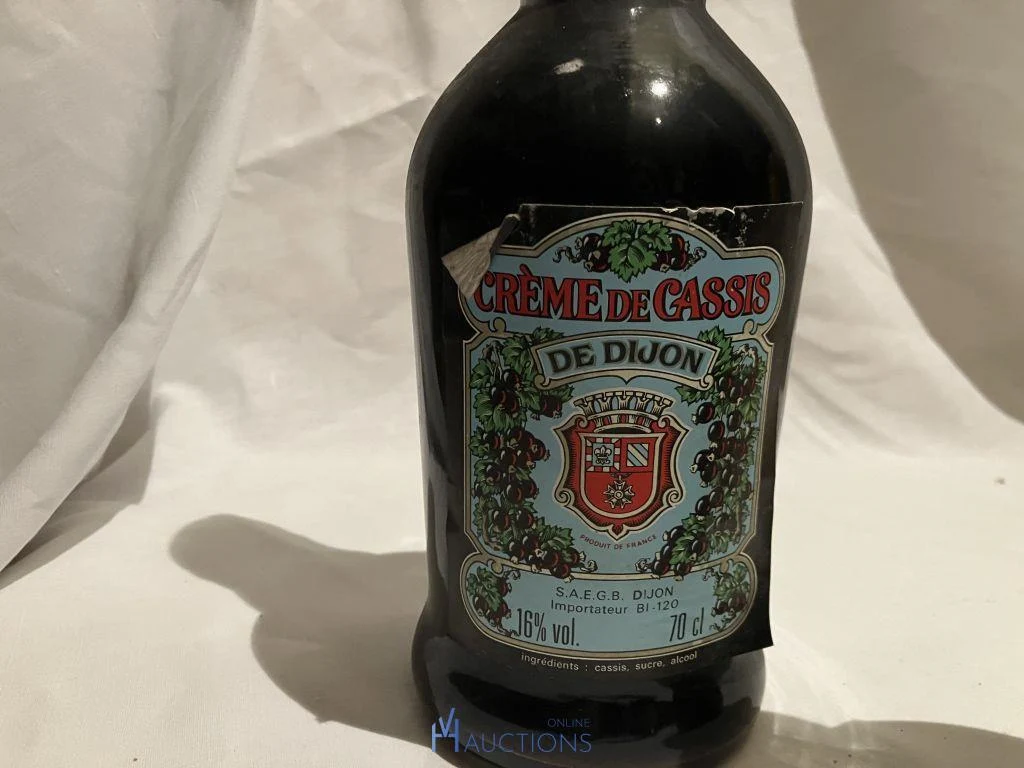 CRÈME DE CASSIS
DE DIJON
PRODUIT DE FRANCE
S.A.E.G.B. DIJON
Importateur BI-120
16% vol. 70 cl
ingrédients : cassis, sucre, alcool
ONLINE
AUCTIONS